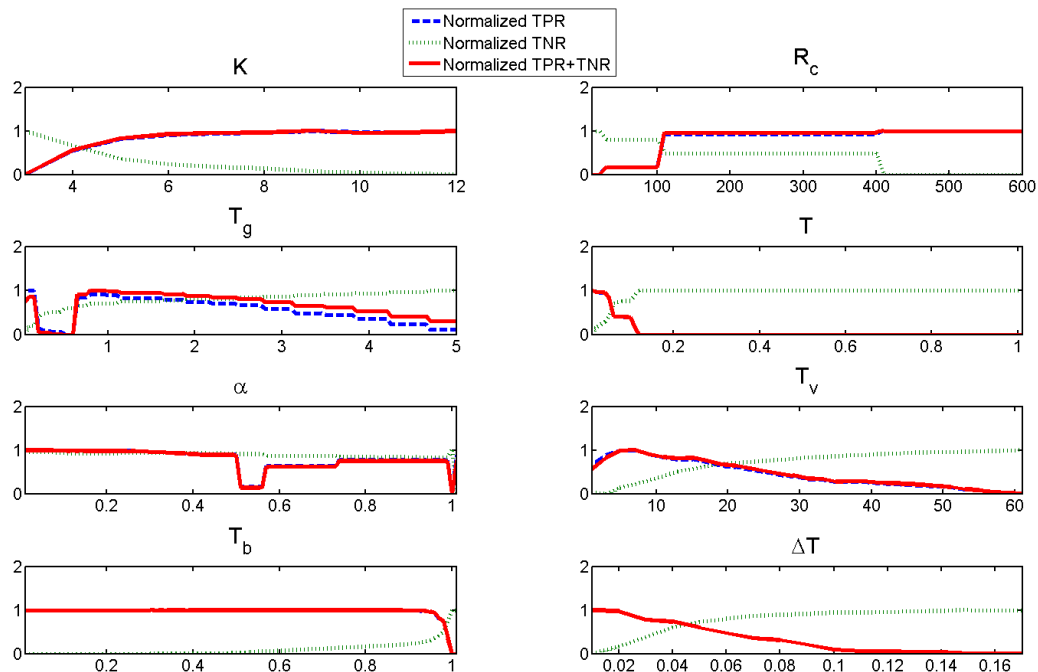 Normalized TPR
Normalized TNR
Normalized TPR+TNR
K
2
1
0
4 6 8 10 12
R_c
2
1
0
100 200 300 400 500 600
T_g
2
1
0
1 2 3 4 5
T
2
1
0
0.2 0.4 0.6 0.8 1
α
2
1
0
0.2 0.4 0.6 0.8 1
T_v
2
1
0
10 20 30 40 50 60
T_b
2
1
0
0.2 0.4 0.6 0.8 1
ΔT
2
1
0
0.02 0.04 0.06 0.08 0.1 0.12 0.14 0.16